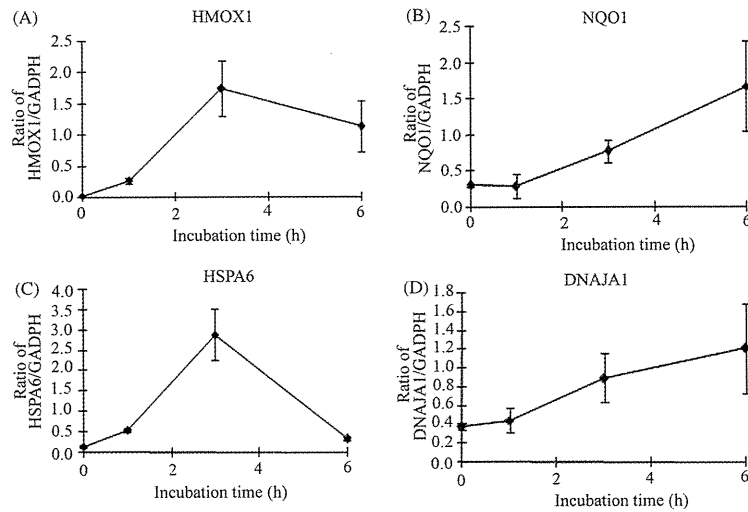 (A)
HMOX1
Ratio of
HMOX1/GADPH
2.5
2.0
1.5
1.0
0.5
0.0
0
2
4
6
Incubation time (h)
(B)
NQO1
Ratio of
NQO1/GADPH
2.5
2.0
1.5
1.0
0.5
0.0
0
2
4
6
Incubation time (h)
(C)
HSPA6
Ratio of
HSPA6/GADPH
4.0
3.5
3.0
2.5
2.0
1.5
1.0
0.5
0.0
0
2
4
6
Incubation time (h)
(D)
DNAJA1
Ratio of
DNAJA1/GADPH
1.8
1.6
1.4
1.2
1.0
0.8
0.6
0.4
0.2
0.0
0
2
4
6
Incubation time (h)